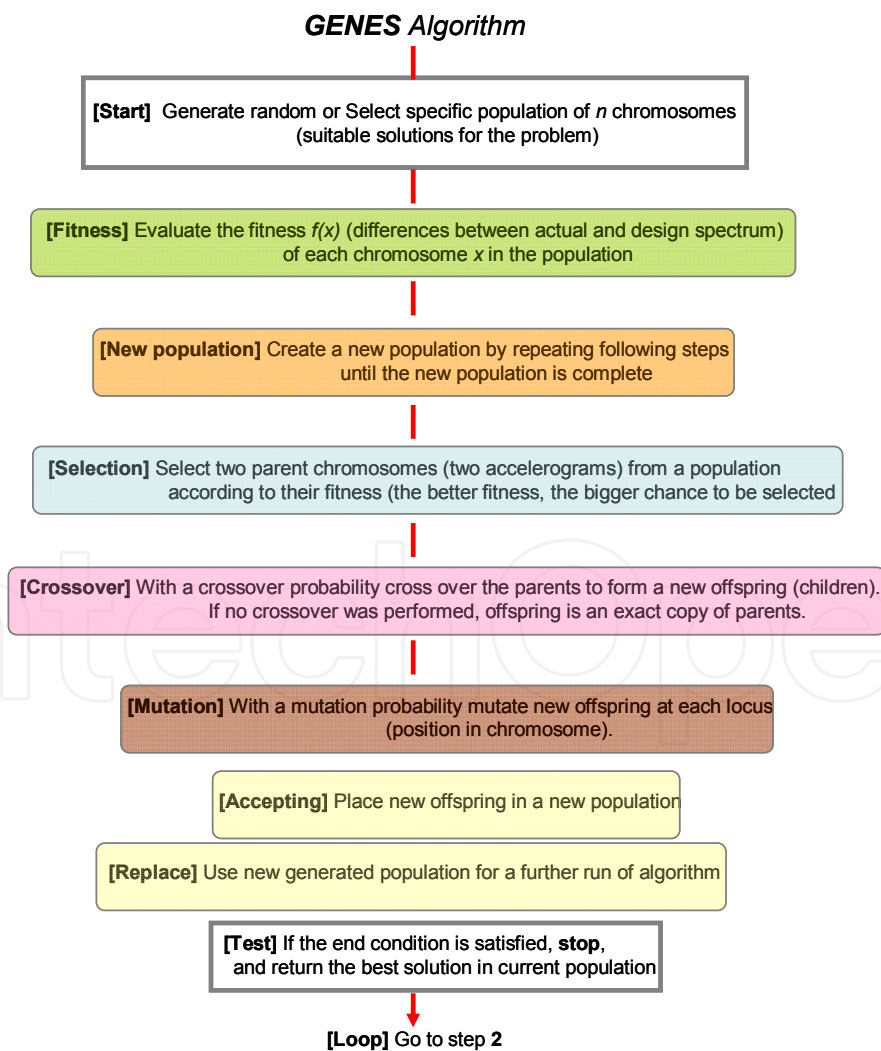 GENES Algorithm
[Start] Generate random or Select specific population of n chromosomes
(suitable solutions for the problem)
[Fitness] Evaluate the fitness f(x) (differences between actual and design spectrum)
of each chromosome x in the population
[New population] Create a new population by repeating following steps
until the new population is complete
[Selection] Select two parent chromosomes (two accelerograms) from a population
according to their fitness (the better fitness, the bigger chance to be selected
[Crossover] With a crossover probability cross over the parents to form a new offspring (children).
If no crossover was performed, offspring is an exact copy of parents.
[Mutation] With a mutation probability mutate new offspring at each locus
(position in chromosome).
[Accepting] Place new offspring in a new population
[Replace] Use new generated population for a further run of algorithm
[Test] If the end condition is satisfied, stop,
and return the best solution in current population
[Loop] Go to step 2